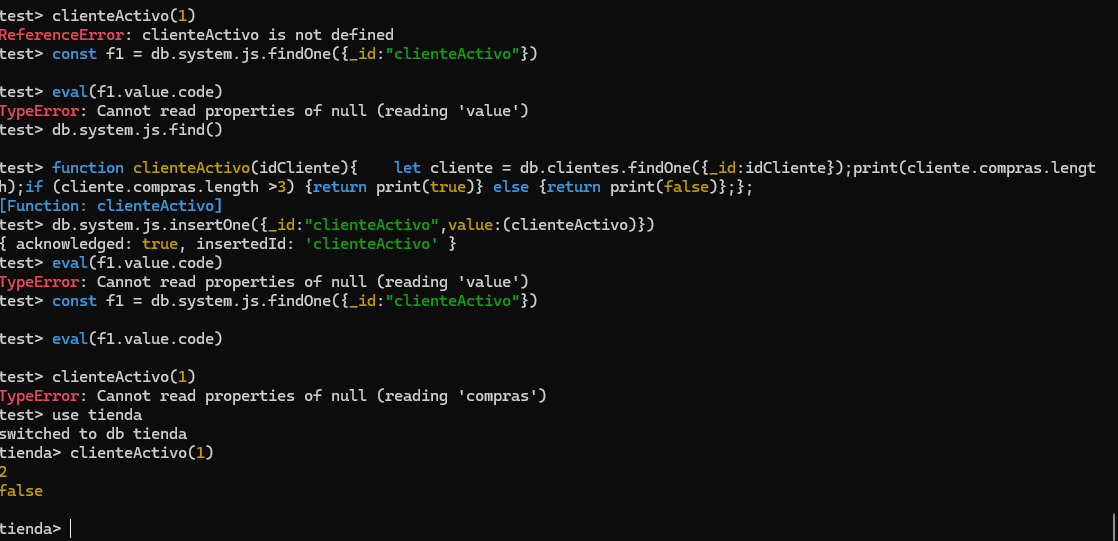 test> clienteActivo(1)
ReferenceError: clienteActivo is not defined
test> const f1 = db.system.js.findOne({_id:"clienteActivo"})
test> eval(f1.value.code)
TypeError: Cannot read properties of null (reading 'value')
test> db.system.js.find()
test> function clienteActivo(idCliente){    let cliente = db.clientes.findOne({_id:idCliente});print(cliente.compras.lengt
h);if (cliente.compras.length >3) {return print(true)} else {return print(false)};};
[Function: clienteActivo]
test> db.system.js.insertOne({_id:"clienteActivo",value:(clienteActivo)})
{ acknowledged: true, insertedId: 'clienteActivo' }
test> eval(f1.value.code)
TypeError: Cannot read properties of null (reading 'value')
test> const f1 = db.system.js.findOne({_id:"clienteActivo"})
test> eval(f1.value.code)
test> clienteActivo(1)
TypeError: Cannot read properties of null (reading 'compras')
test> use tienda
switched to db tienda
tienda> clienteActivo(1)
2
false
tienda>